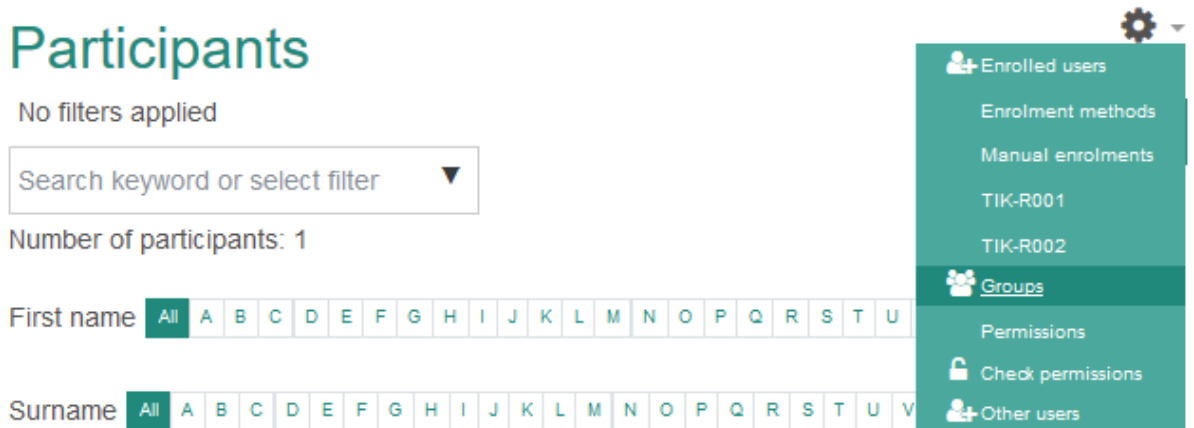 Participants
No filters applied
Search keyword or select filter
Number of participants: 1
First name All A B C D E F G H I J K L M N O P Q R S T U
Surname All A B C D E F G H I J K L M N O P Q R S T U V
Enrolled users
Enrolment methods
Manual enrolments
TIK-R001
TIK-R002
Groups
Permissions
Check permissions
Other users